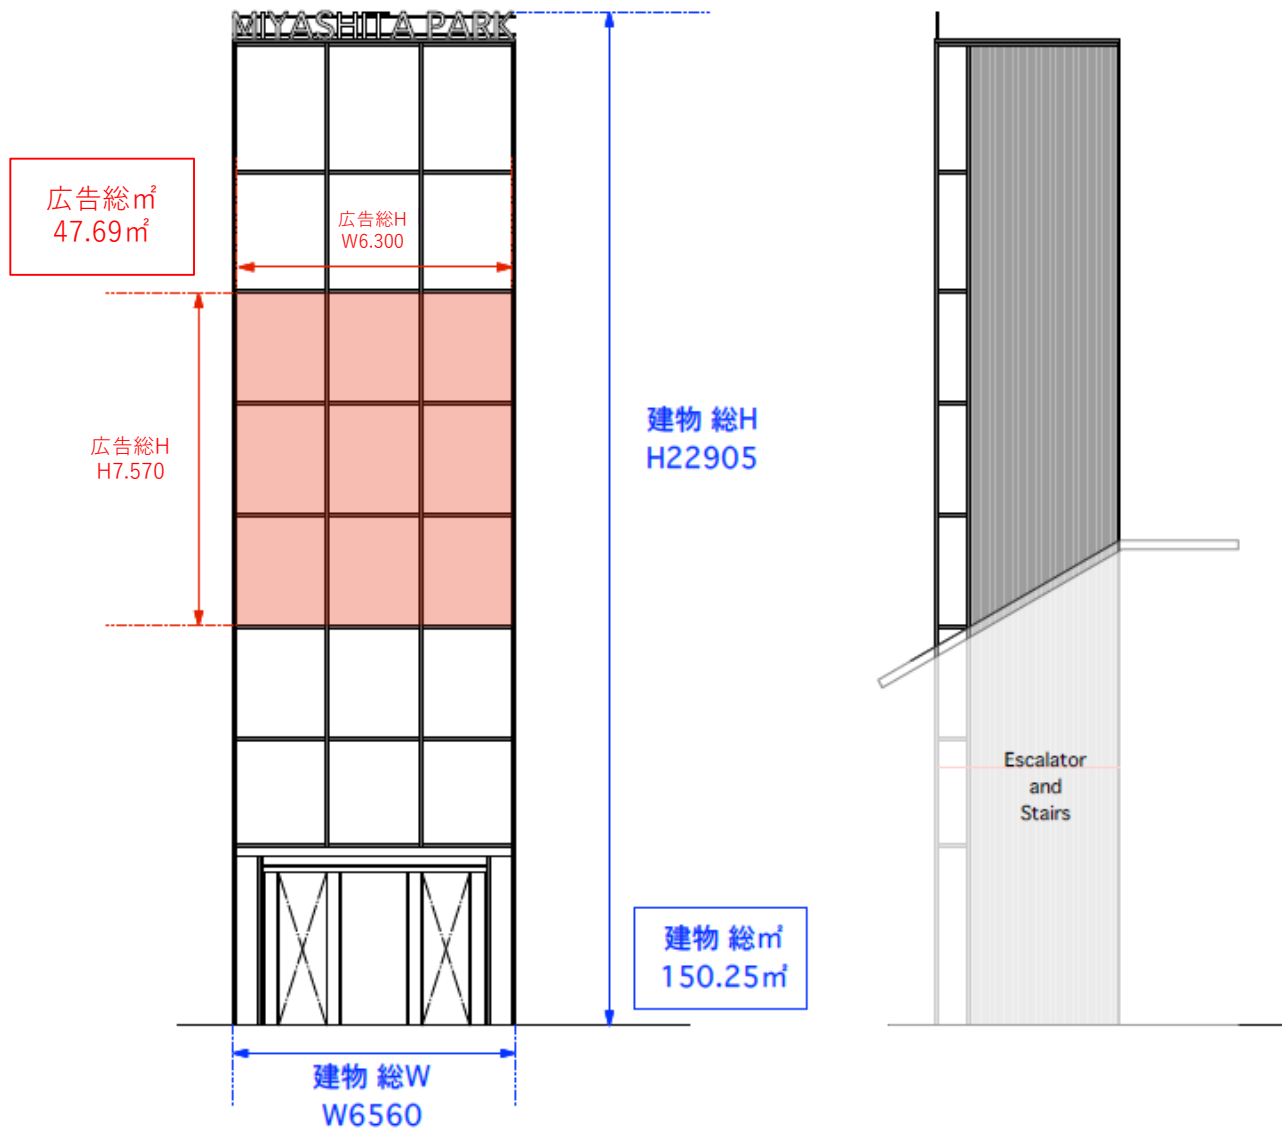 MIYASHITA PARK
広告総㎡
47.69㎡
広告総H
W6.300
広告総H
H7.570
建物 総H
H22905
建物 総㎡
150.25㎡
建物 総W
W6560
Escalator
and
Stairs